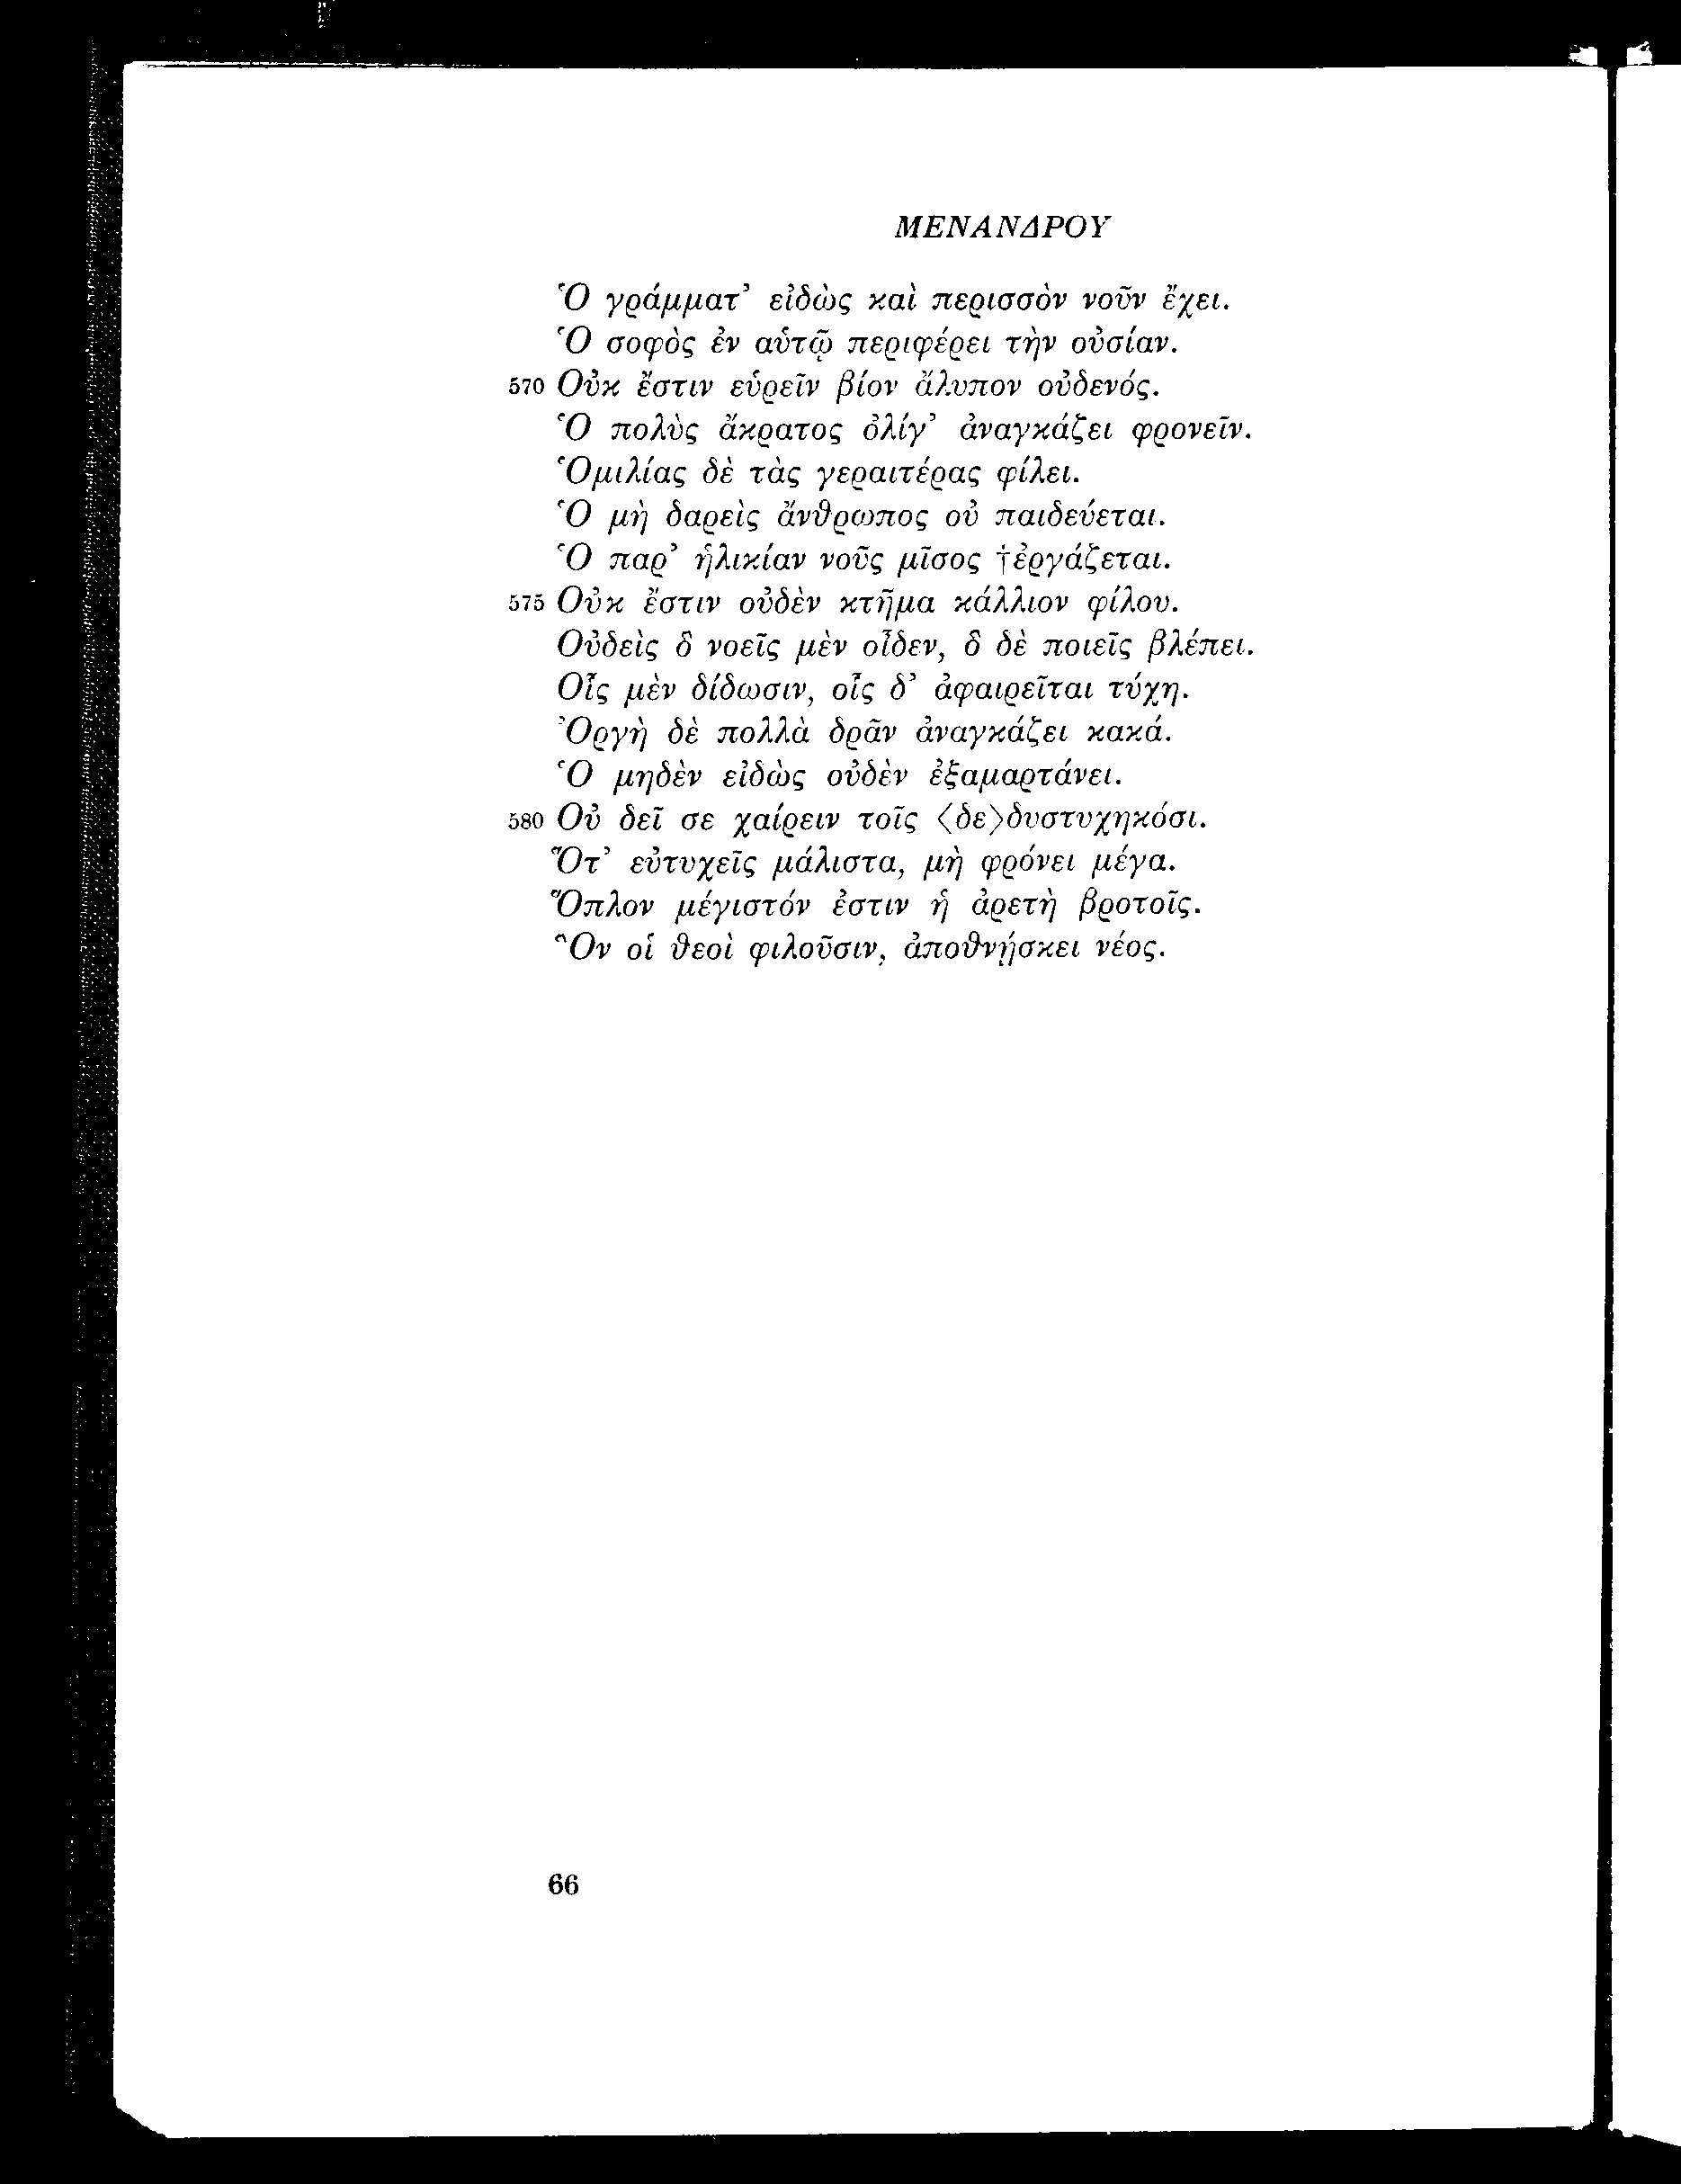 ΜΕΝΑΝΔΡΟΥ
Ὁ γράμματ’ εἰδὼς καὶ περισσὸν νοῦν ἔχει.
Ὁ σοφὸς ἐν αὑτῷ περιφέρει τὴν οὐσίαν.
570 Οὐκ ἔστιν εὑρεῖν βίον ἄλυπον οὐδενός.
Ὁ πολὺς ἄκρατος ὀλίγ’ ἀναγκάζει φρονεῖν.
Ὁμιλίας δὲ τὰς γεραιτέρας φίλει.
Ὁ μὴ δαρεὶς ἄνθρωπος οὐ παιδεύεται.
Ὁ παρ’ ἡλικίαν νοῦς μῖσος †ἐργάζεται.
575 Οὐκ ἔστιν οὐδὲν κτῆμα κάλλιον φίλου.
Οὐδεὶς ὃ νοεῖς μὲν οἶδεν, ὃ δὲ ποιεῖς βλέπει.
Οἷς μὲν δίδωσιν, οἷς δ’ ἀφαιρεῖται τύχη.
Ὀργὴ δὲ πολλὰ δρᾶν ἀναγκάζει κακά.
Ὁ μηδὲν εἰδὼς οὐδὲν ἐξαμαρτάνει.
580 Οὐ δεῖ σε χαίρειν τοῖς ⟨δε⟩δυστυχηκόσι.
Ὅτ’ εὐτυχεῖς μάλιστα, μὴ φρόνει μέγα.
Ὅπλον μέγιστόν ἐστιν ἡ ἀρετὴ βροτοῖς.
Ὃν οἱ θεοὶ φιλοῦσιν, ἀποθνῄσκει νέος.
66